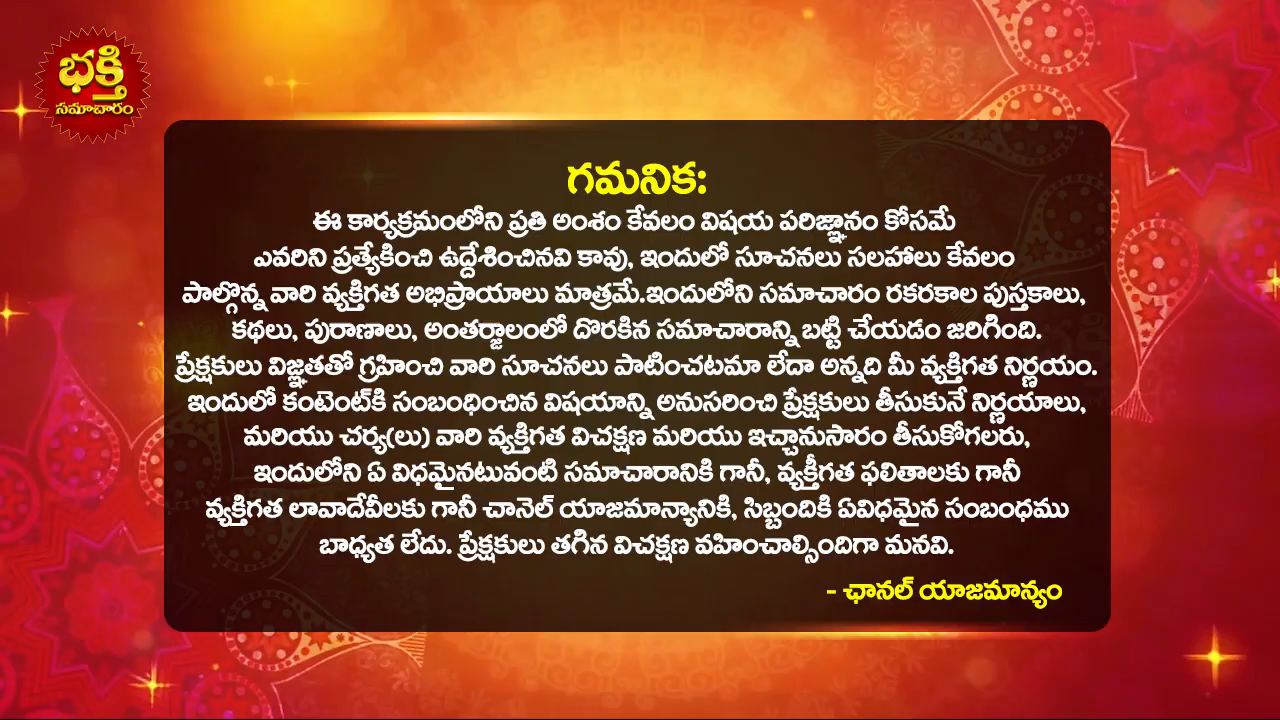 భక్తి
సమాచారం
గమనిక:
ఈ కార్యక్రమంలోని ప్రతి అంశం కేవలం విషయ పరిజ్ఞానం కోసమే
ఎవరిని ప్రత్యేకించి ఉద్దేశించినవి కావు, ఇందులో సూచనలు సలహాలు కేవలం
పాల్గొన్న వారి వ్యక్తిగత అభిప్రాయాలు మాత్రమే.ఇందులోని సమాచారం రకరకాల పుస్తకాలు,
కథలు, పురాణాలు, అంతర్జాలంలో దొరకిన సమాచారాన్ని బట్టి చేయడం జరిగింది.
ప్రేక్షకులు విజ్ఞతతో గ్రహించి వారి సూచనలు పాటించటమా లేదా అన్నది మీ వ్యక్తిగత నిర్ణయం.
ఇందులో కంటెంట్‌కి సంబంధించిన విషయాన్ని అనుసరించి ప్రేక్షకులు తీసుకునే నిర్ణయాలు,
మరియు చర్య(లు) వారి వ్యక్తిగత విచక్షణ మరియు ఇచ్చానుసారం తీసుకోగలరు,
ఇందులోని ఏ విధమైనటువంటి సమాచారానికి గానీ, వ్యక్తీగత ఫలితాలకు గానీ
వ్యక్తిగత లావాదేవీలకు గానీ చానెల్ యాజమాన్యానికి, సిబ్బందికి ఏవిధమైన సంబంధము
బాధ్యత లేదు. ప్రేక్షకులు తగిన విచక్షణ వహించాల్సిందిగా మనవి.
- ఛానల్ యాజమాన్యం